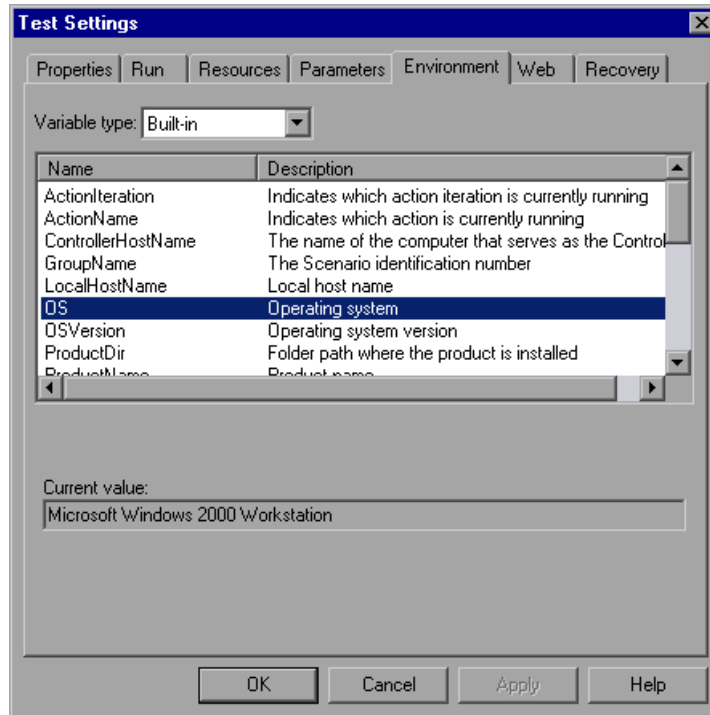 Test Settings
Properties Run Resources Parameters Environment Web Recovery
Variable type: Built-in
Name Description
ActionIteration Indicates which action iteration is currently running
ActionName Indicates which action is currently running
ControllerHostName The name of the computer that serves as the Control
GroupName The Scenario identification number
LocalHostName Local host name
OS Operating system
OSVersion Operating system version
ProductDir Folder path where the product is installed
ProductName Product name
Current value:
Microsoft Windows 2000 Workstation
OK Cancel Apply Help